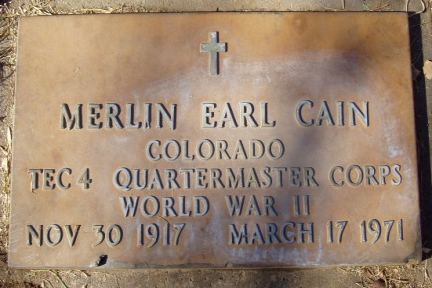 MERLIN EARL CAIN
COLORADO
TEC 4 QUARTERMASTER CORPS
WORLD WAR II
NOV 30 1917 MARCH 17 1971